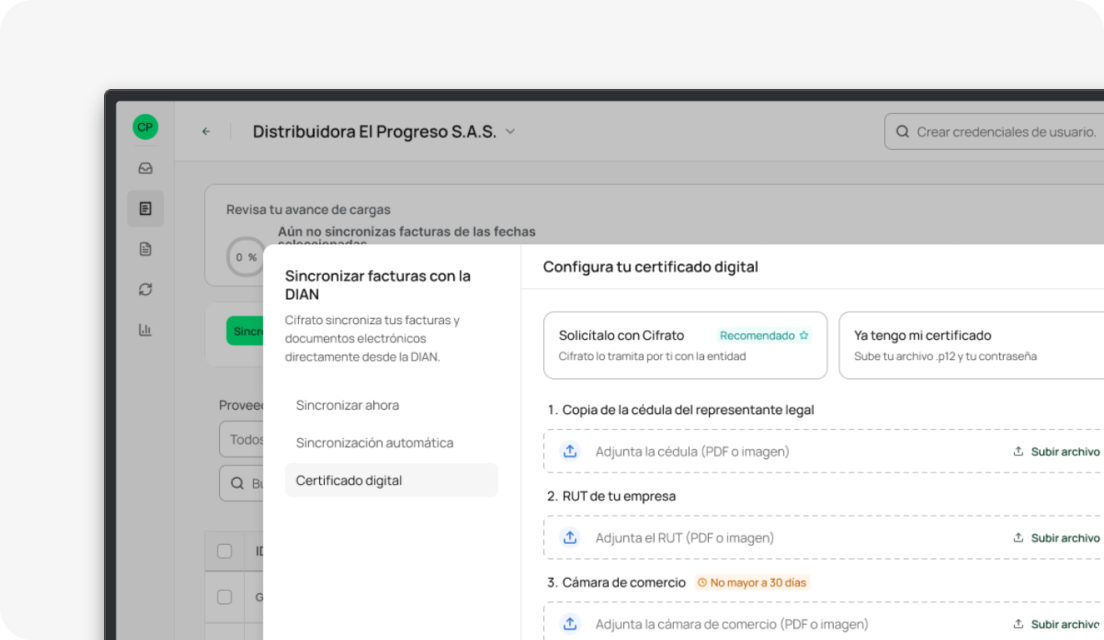 CP
Distribuidora El Progreso S.A.S.
Crear credenciales de usuario.
Revisa tu avance de cargas
Aún no sincronizas facturas de las fechas
seleccionadas
0 %
Sincronizar facturas con la
DIAN
Cifrato sincroniza tus facturas y
documentos electrónicos
directamente desde la DIAN.
Sincronizar ahora
Sincronización automática
Certificado digital
Configura tu certificado digital
Solicítalo con Cifrato
Recomendado
Cifrato lo tramita por ti con la entidad
Ya tengo mi certificado
Sube tu archivo .p12 y tu contraseña
1. Copia de la cédula del representante legal
Adjunta la cédula (PDF o imagen)
Subir archivo
2. RUT de tu empresa
Adjunta el RUT (PDF o imagen)
Subir archivo
3. Cámara de comercio
No mayor a 30 días
Adjunta la cámara de comercio (PDF o imagen)
Subir archivo
Todos